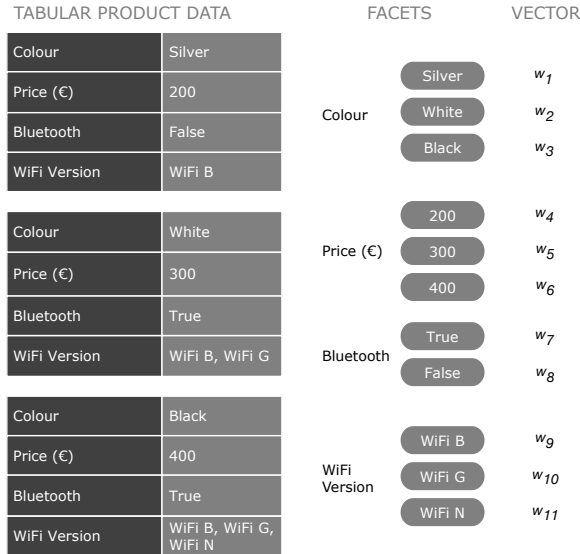 TABULAR PRODUCT DATA
Colour Silver
Price (€) 200
Bluetooth False
WiFi Version WiFi B
Colour White
Price (€) 300
Bluetooth True
WiFi Version WiFi B, WiFi G
Colour Black
Price (€) 400
Bluetooth True
WiFi Version WiFi B, WiFi G,
WiFi N
FACETS VECTOR
Silver w1
Colour White w2
Black w3
200 w4
Price (€) 300 w5
400 w6
True w7
Bluetooth
False w8
WiFi B w9
WiFi
Version
WiFi G w10
WiFi N w11